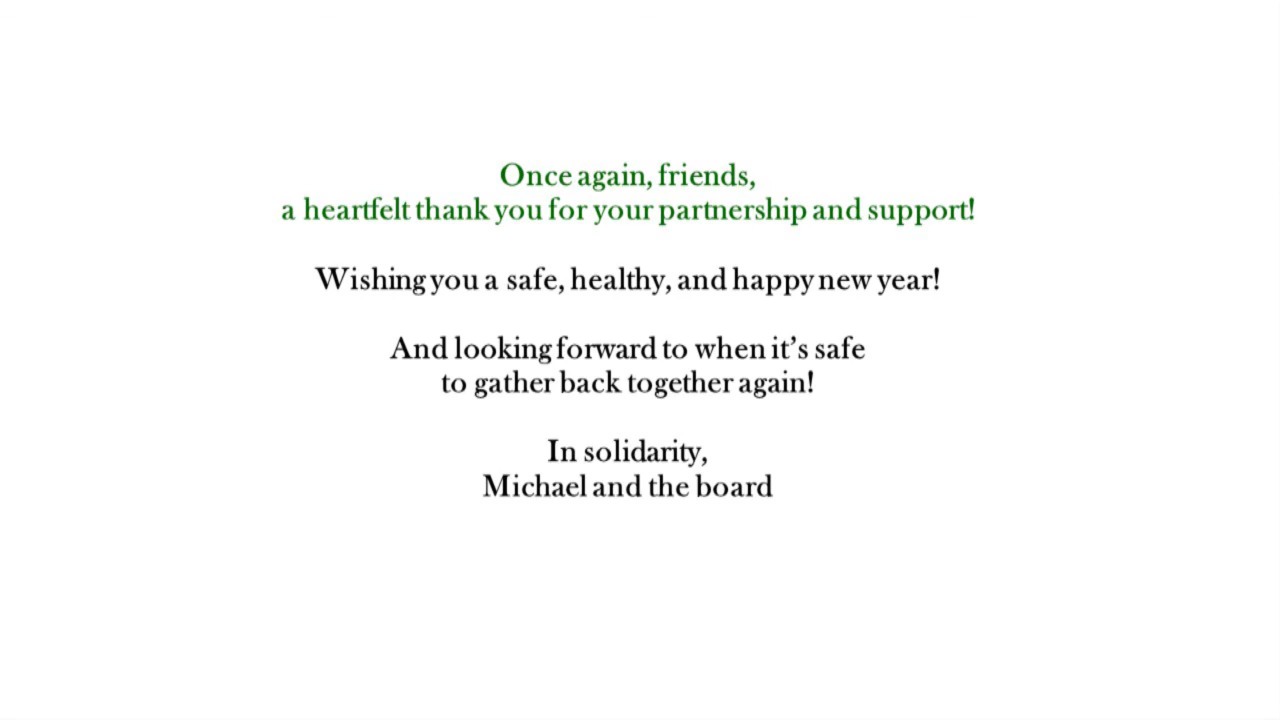 Once again, friends,
a heartfelt thank you for your partnership and support!
Wishing you a safe, healthy, and happy new year!
And looking forward to when it’s safe
to gather back together again!
In solidarity,
Michael and the board